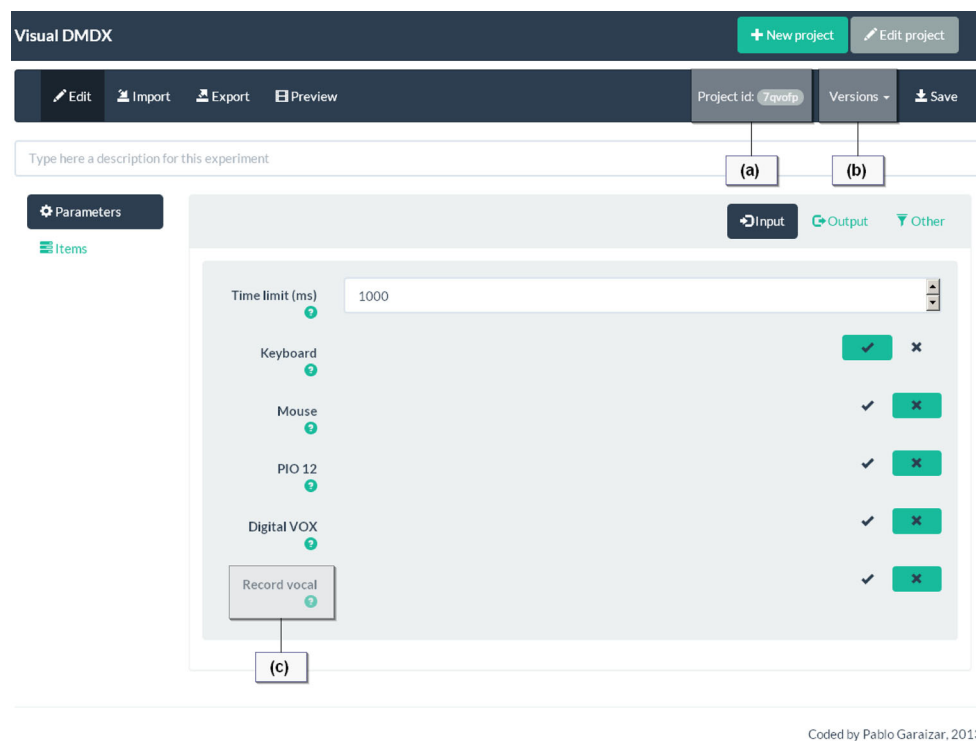 Visual DMDX
New project
Edit project
Edit
Import
Export
Preview
Project id: 7qvofp
Versions
Save
(a)
(b)
Type here a description for this experiment
Parameters
Items
Input
Output
Other
Time limit (ms)
1000
Keyboard
Mouse
PIO 12
Digital VOX
Record vocal
(c)
Coded by Pablo Garaizar,